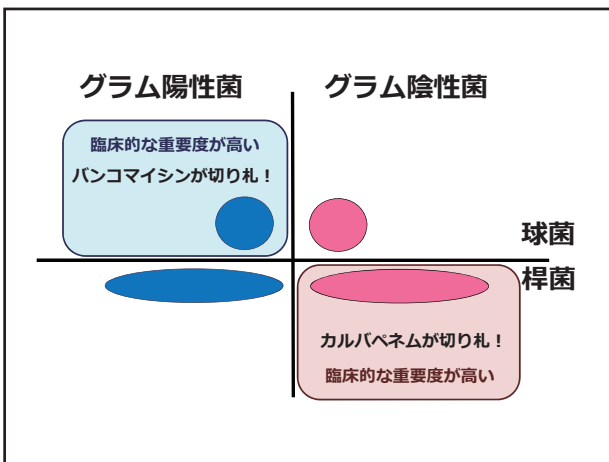 グラム陽性菌
グラム陰性菌
臨床的な重要度が高い
バンコマイシンが切り札！
球菌
桿菌
カルバペネムが切り札！
臨床的な重要度が高い